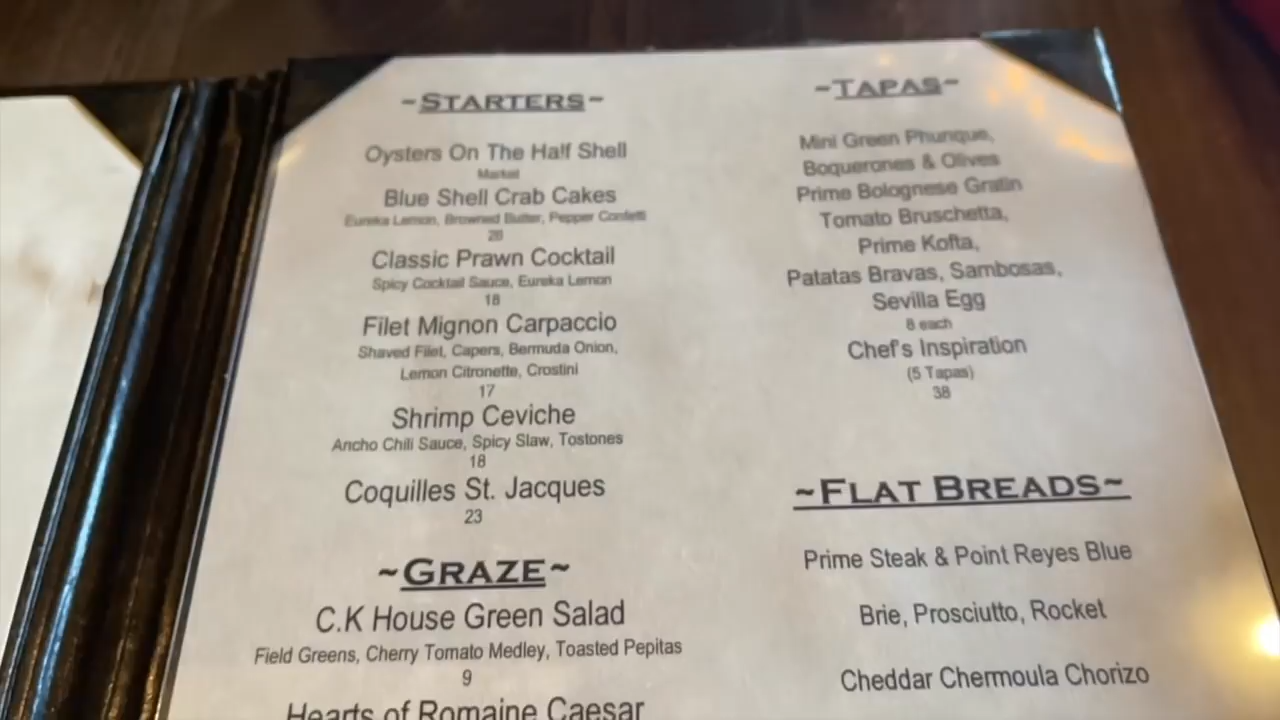 ~STARTERS~
Oysters On The Half Shell
Market
Blue Shell Crab Cakes
Eureka Lemon, Browned Butter, Pepper Confetti
20
Classic Prawn Cocktail
Spicy Cocktail Sauce, Eureka Lemon
18
Filet Mignon Carpaccio
Shaved Filet, Capers, Bermuda Onion,
Lemon Citronette, Crostini
17
Shrimp Ceviche
Ancho Chili Sauce, Spicy Slaw, Tostones
18
Coquilles St. Jacques
23
~GRAZE~
C.K House Green Salad
Field Greens, Cherry Tomato Medley, Toasted Pepitas
9
Hearts of Romaine Caesar
~TAPAS~
Mini Green Phunque,
Boquerones & Olives
Prime Bolognese Gratin
Tomato Bruschetta,
Prime Kofta,
Patatas Bravas, Sambosas,
Sevilla Egg
8 each
Chef's Inspiration
(5 Tapas)
38
~FLAT BREADS~
Prime Steak & Point Reyes Blue
Brie, Prosciutto, Rocket
Cheddar Chermoula Chorizo